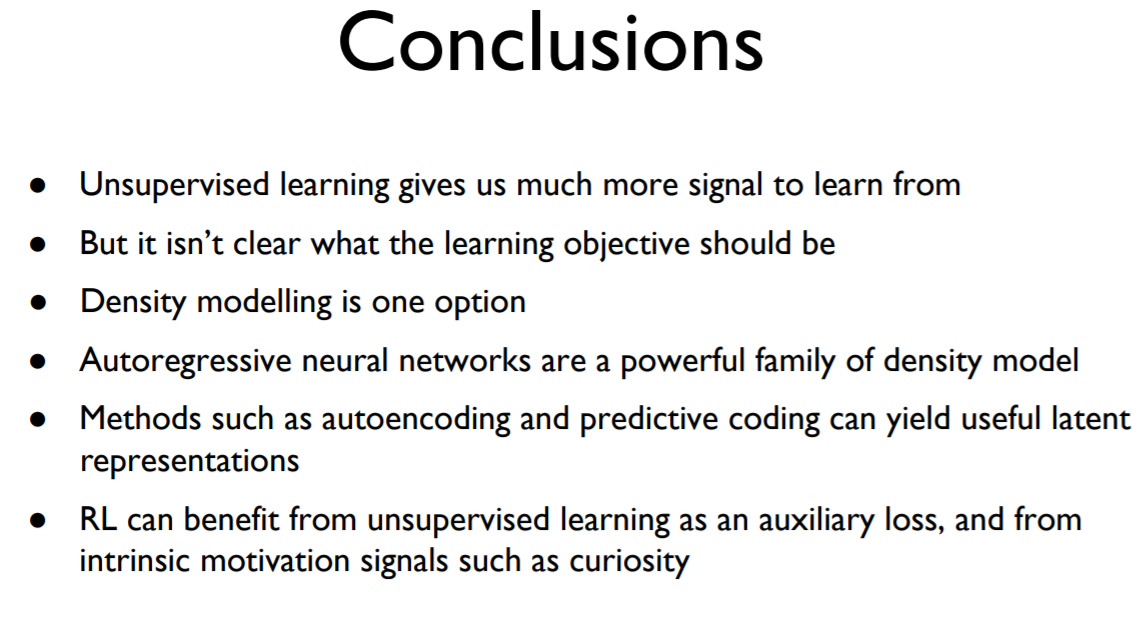 Conclusions
● Unsupervised learning gives us much more signal to learn from
● But it isn’t clear what the learning objective should be
● Density modelling is one option
● Autoregressive neural networks are a powerful family of density model
● Methods such as autoencoding and predictive coding can yield useful latent
representations
● RL can benefit from unsupervised learning as an auxiliary loss, and from
intrinsic motivation signals such as curiosity